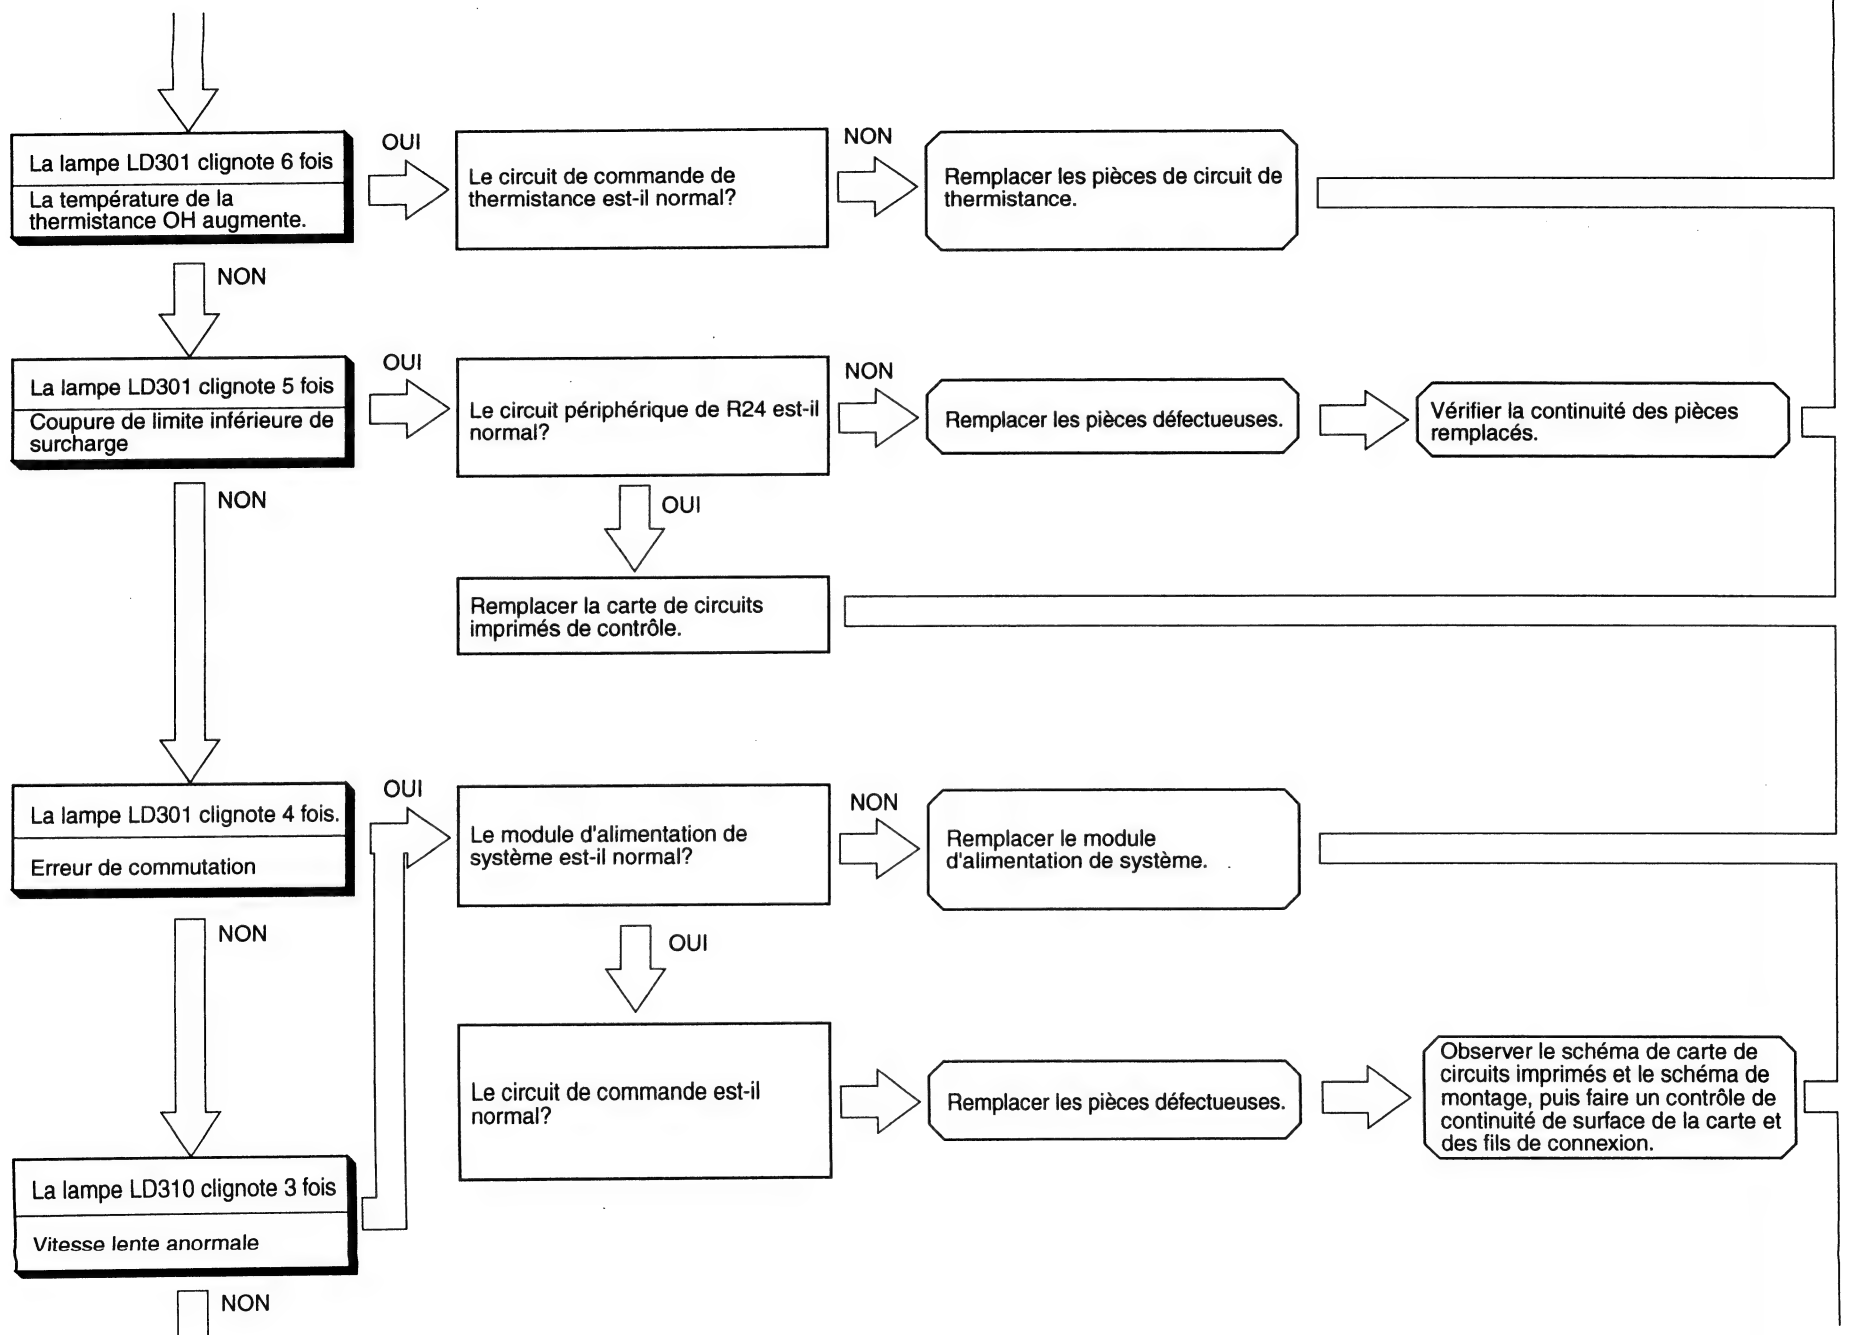 OUI
La lampe LD301 clignote 6 fois
La température de la
thermistance OH augmente.
Le circuit de commande de
thermistance est-il normal?
NON
Remplacer les pièces de circuit de
thermistance.
NON
OUI
La lampe LD301 clignote 5 fois
Coupure de limite inférieure de
surcharge
Le circuit périphérique de R24 est-il
normal?
NON
Remplacer les pièces défectueuses.
Vérifier la continuité des pièces
remplacés.
NON
OUI
Remplacer la carte de circuits
imprimés de contrôle.
OUI
La lampe LD301 clignote 4 fois.
Erreur de commutation
Le module d'alimentation de
système est-il normal?
NON
Remplacer le module
d'alimentation de système.
NON
OUI
Le circuit de commande est-il
normal?
Remplacer les pièces défectueuses.
Observer le schéma de carte de
circuits imprimés et le schéma de
montage, puis faire un contrôle de
continuité de surface de la carte et
des fils de connexion.
La lampe LD310 clignote 3 fois
Vitesse lente anormale
NON